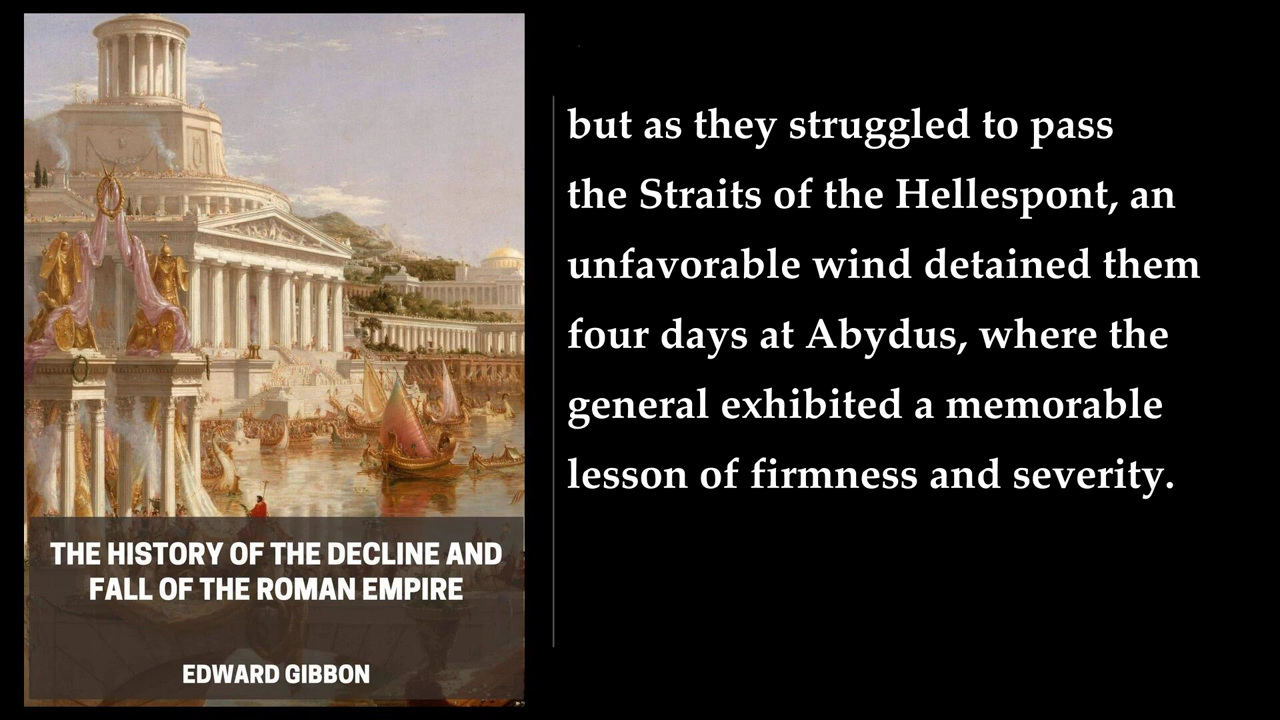 but as they struggled to pass
the Straits of the Hellespont, an
unfavorable wind detained them
four days at Abydus, where the
general exhibited a memorable
lesson of firmness and severity.
THE HISTORY OF THE DECLINE AND
FALL OF THE ROMAN EMPIRE
EDWARD GIBBON